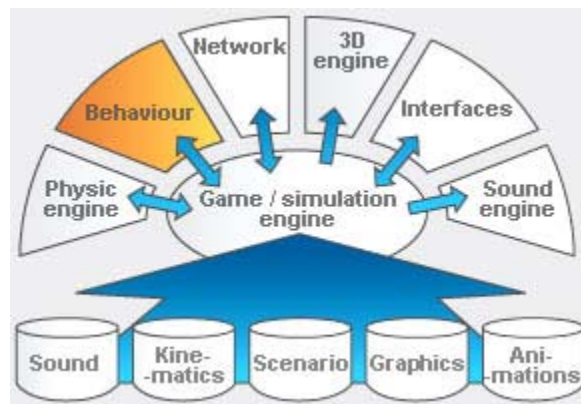 Network
3D
engine
Behaviour
Interfaces
Physic
engine
Game / simulation
engine
Sound
engine
Sound
Kine-
-matics
Scenario
Graphics
Ani-
-mations